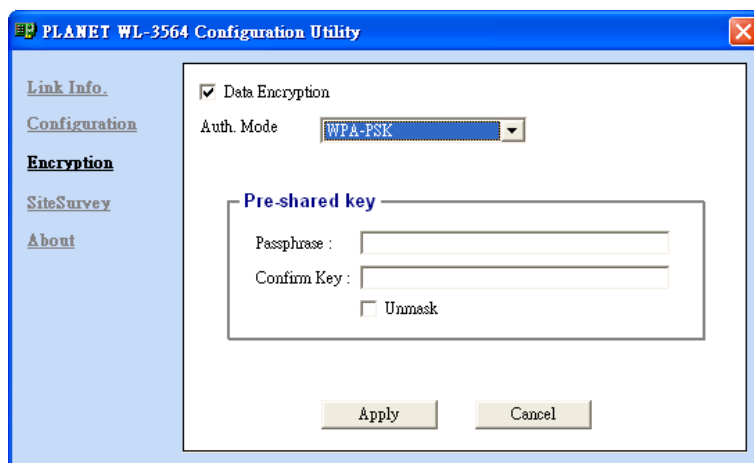 PLANET WL-3564 Configuration Utility
Link Info.
Configuration
Encryption
SiteSurvey
About
Data Encryption
Auth. Mode WPA-PSK
Pre-shared key
Passphrase :
Confirm Key :
Unmask
Apply Cancel